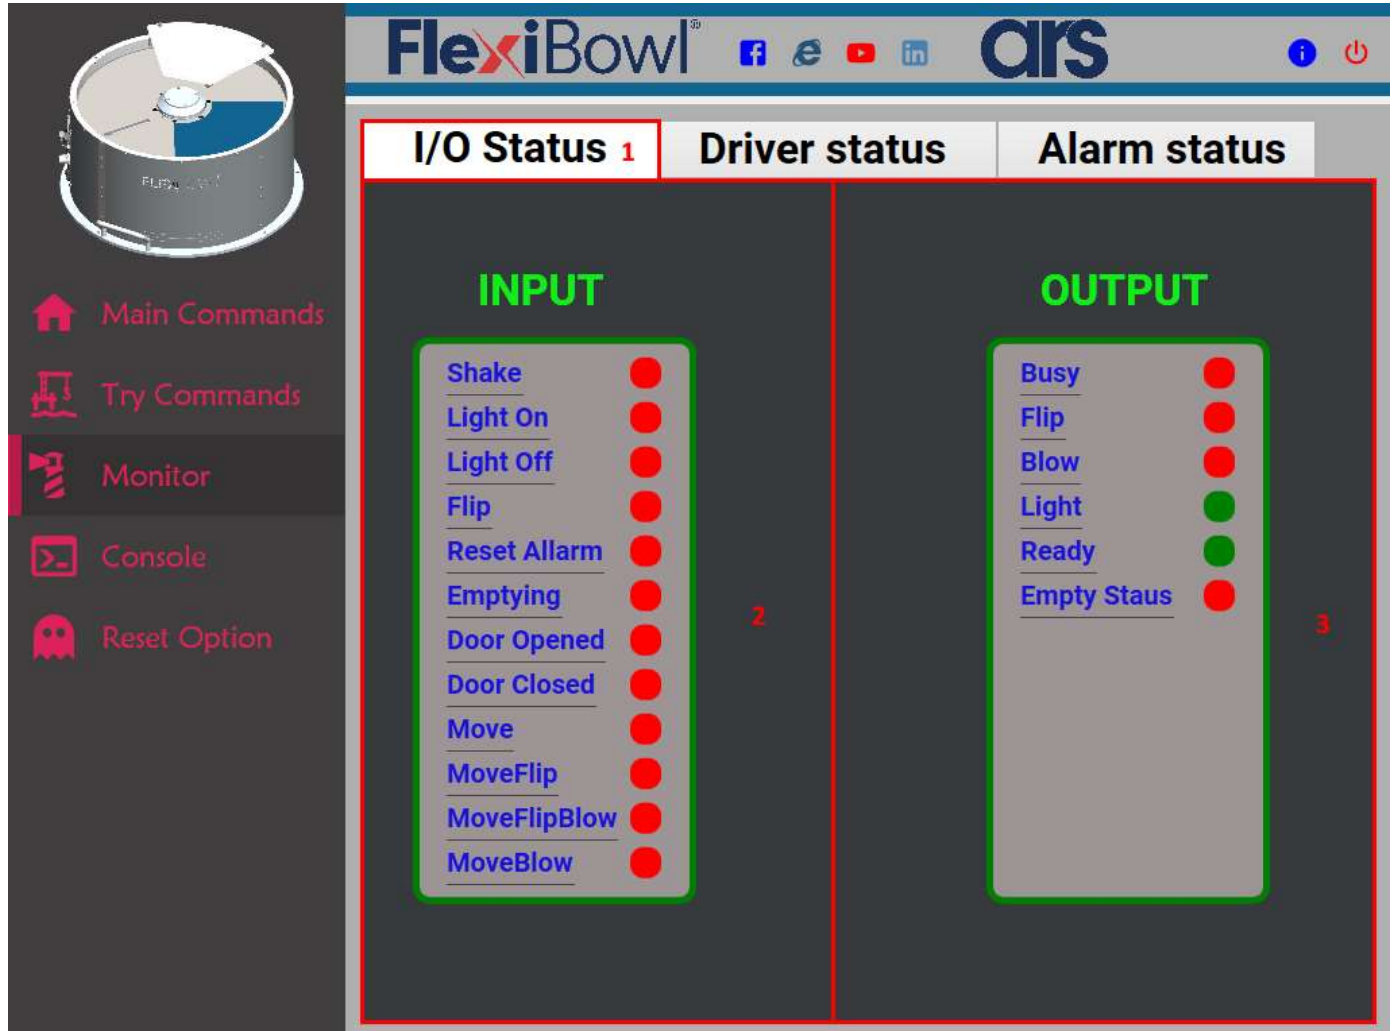 FlexiBowl®
ars
FLEXIBOWL
I/O Status 1
Driver status
Alarm status
Main Commands
Try Commands
Monitor
Console
Reset Option
INPUT
Shake
Light On
Light Off
Flip
Reset Allarm
Emptying
Door Opened
Door Closed
Move
MoveFlip
MoveFlipBlow
MoveBlow
2
OUTPUT
Busy
Flip
Blow
Light
Ready
Empty Staus
3